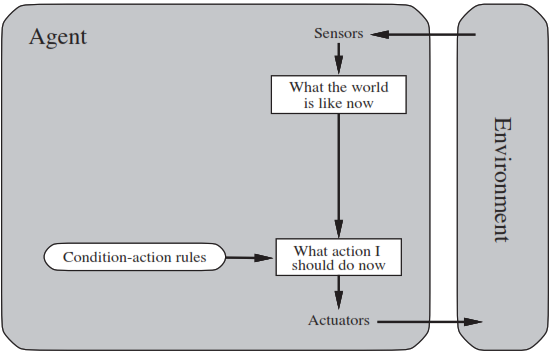 Agent
Sensors
What the world
is like now
Environment
Condition-action rules
What action I
should do now
Actuators